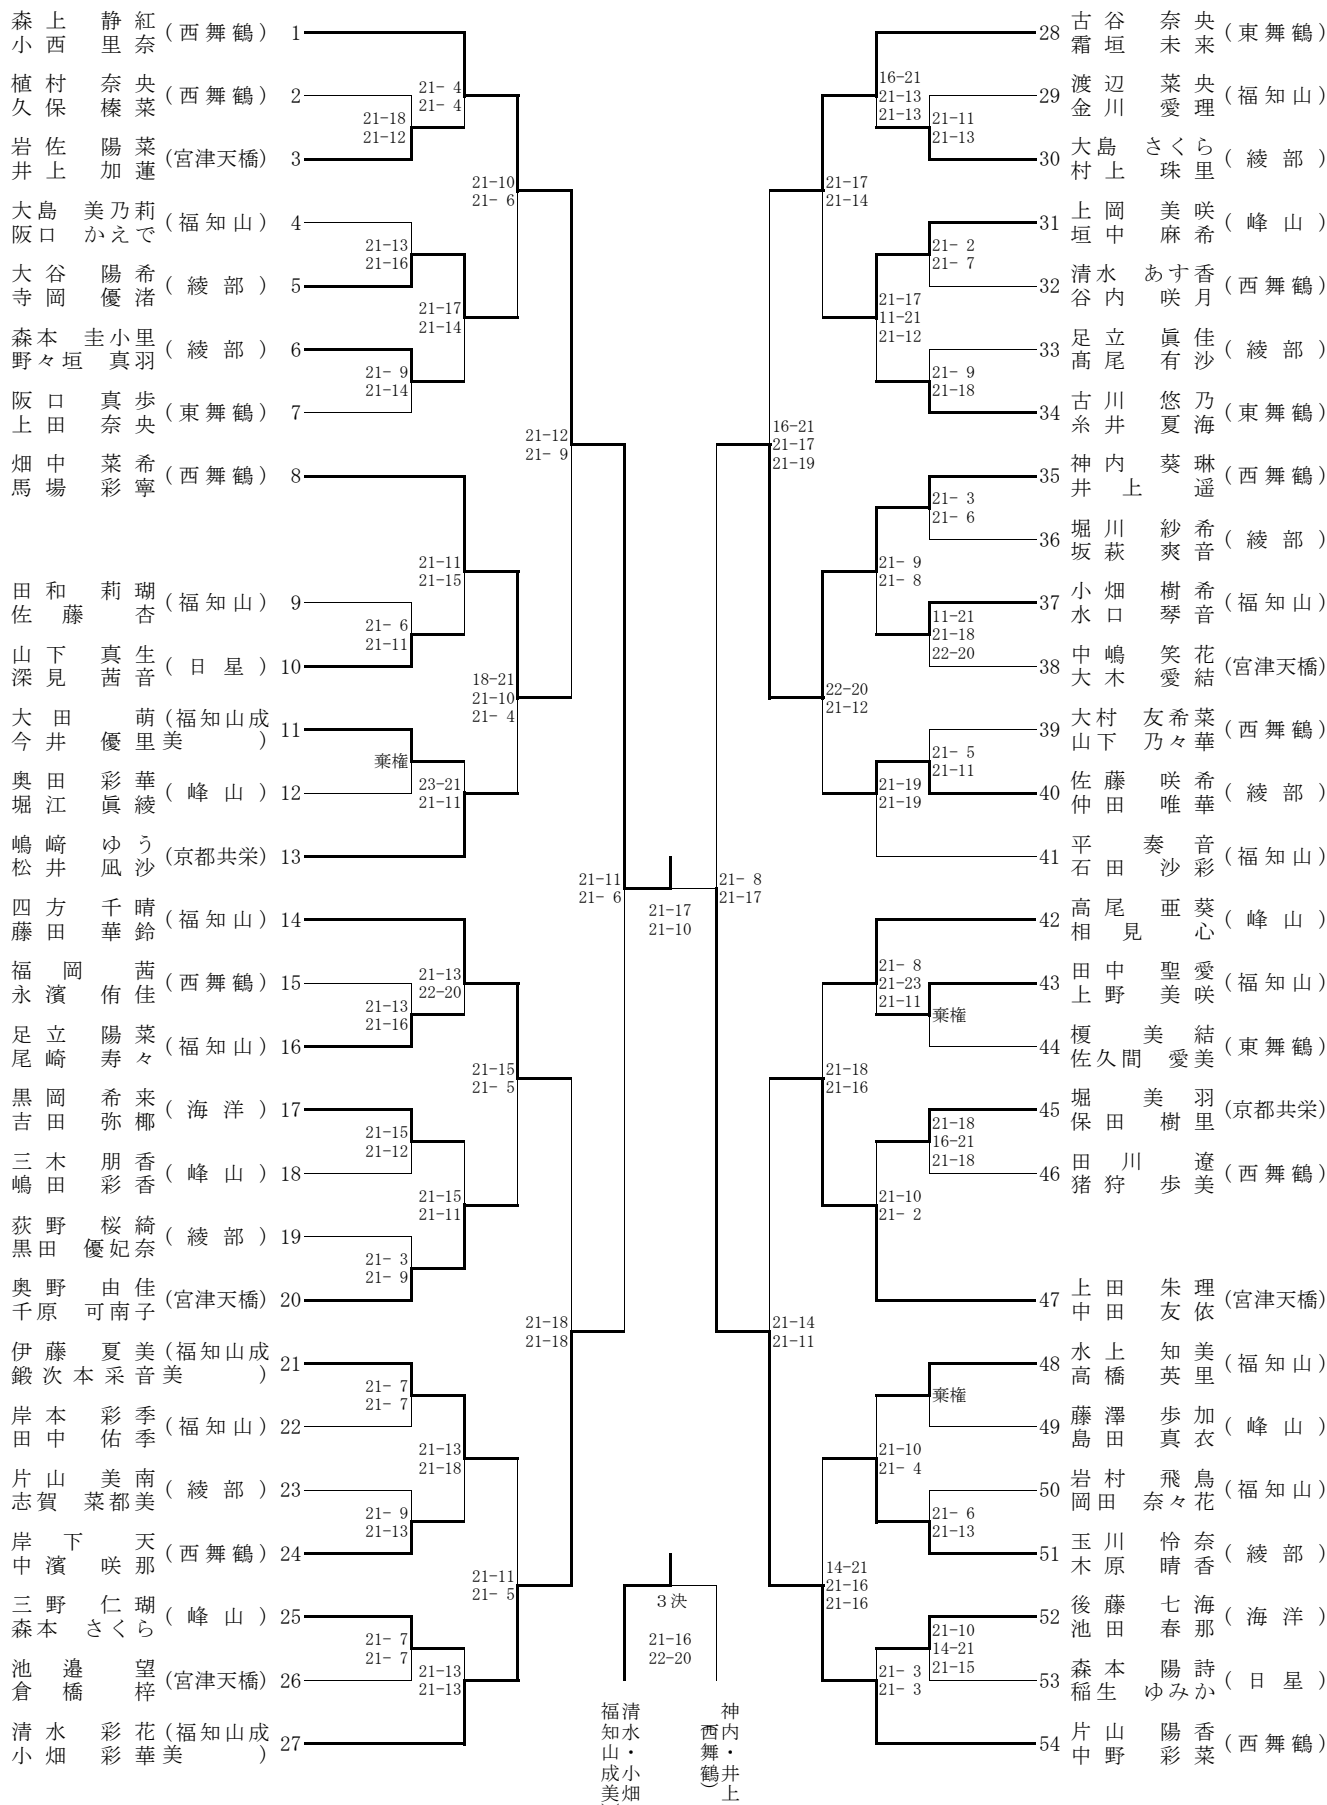 森上　静紅
小西　里奈
(西舞鶴) 1
植村　奈央
久保　榛菜
(西舞鶴) 2
岩佐　陽菜
井上　加蓮
(宮津天橋) 3
大島　美乃莉
阪口　かえで
(福知山) 4
大谷　陽希
寺岡　優渚
(綾部) 5
森本　圭小里
野々垣　真羽
(綾部) 6
阪口　真歩
上田　奈央
(東舞鶴) 7
畑中　菜希
馬場　彩寧
(西舞鶴) 8
田和　莉瑚
佐藤　杏
(福知山) 9
山下　真生
深見　茜音
(日星) 10
大田　萌
今井　優里
(福知山成
美) 11
奥田　彩華
堀江　眞綾
(峰山) 12
嶋﨑　ゆう
松井　凪沙
(京都共栄) 13
四方　千晴
藤田　華鈴
(福知山) 14
福岡　茜
永濱　侑佳
(西舞鶴) 15
足立　陽菜
尾崎　寿々
(福知山) 16
黒岡　希来
吉田　弥椰
(海洋) 17
三木　朋香
嶋田　彩香
(峰山) 18
荻野　桜綺
黒田　優妃奈
(綾部) 19
奥野　由佳
千原　可南子
(宮津天橋) 20
伊藤　夏美
鍛次本采音
(福知山成
美) 21
岸本　彩季
田中　佑季
(福知山) 22
片山　美南
志賀　菜都美
(綾部) 23
岸下　天
中濱　咲那
(西舞鶴) 24
三野　仁瑚
森本　さくら
(峰山) 25
池邉　望
倉橋　梓
(宮津天橋) 26
清水　彩花
小畑　彩華
(福知山成
美) 27
21-18
21-12
21-13
21-16
21- 9
21-14
21- 6
21-11
棄権
21-13
21-16
21-15
21-12
21- 3
21- 9
21- 7
21- 7
21- 9
21-13
21- 7
21- 7
21- 4
21- 4
21-17
21-14
21-11
21-15
23-21
21-11
21-13
22-20
21-15
21-11
21-13
21-18
21-13
21-13
21-10
21- 6
18-21
21-10
21- 4
21-15
21- 5
21-11
21- 5
21-12
21- 9
21-18
21-18
21-11
21- 6
21-17
21-10
21- 8
21-17
3決
21-16
22-20
清水・小畑
福知山成美
神内・井上
西舞鶴)
16-21
21-17
21-19
21-14
21-11
21-17
21-14
22-20
21-12
21-18
21-16
14-21
21-16
21-16
16-21
21-13
21-13
21-17
11-21
21-12
21- 9
21- 8
21-19
21-19
21- 8
21-23
21-11
21-10
21- 2
21-10
21- 4
21- 3
21- 3
21-11
21-13
21- 2
21- 7
21- 9
21-18
21- 3
21- 6
11-21
21-18
22-20
21- 5
21-11
棄権
21-18
16-21
21-18
棄権
21- 6
21-13
21-10
14-21
21-15
28 古谷　奈央
霜垣　未来
(東舞鶴)
29 渡辺　菜央
金川　愛理
(福知山)
30 大島　さくら
村上　珠里
(綾部)
31 上岡　美咲
垣中　麻希
(峰山)
32 清水　あす香
谷内　咲月
(西舞鶴)
33 足立　眞佳
髙尾　有沙
(綾部)
34 古川　悠乃
糸井　夏海
(東舞鶴)
35 神内　葵琳
井上　遥
(西舞鶴)
36 堀川　紗希
坂萩　爽音
(綾部)
37 小畑　樹希
水口　琴音
(福知山)
38 中嶋　笑花
大木　愛結
(宮津天橋)
39 大村　友希菜
山下　乃々華
(西舞鶴)
40 佐藤　咲希
仲田　唯華
(綾部)
41 平　奏音
石田　沙彩
(福知山)
42 高尾　亜葵
相見　心
(峰山)
43 田中　聖愛
上野　美咲
(福知山)
44 榎　美結
佐久間　愛美
(東舞鶴)
45 堀　美羽
保田　樹里
(京都共栄)
46 田川　遼
猪狩　歩美
(西舞鶴)
47 上田　朱理
中田　友依
(宮津天橋)
48 水上　知美
高橋　英里
(福知山)
49 藤澤　歩加
島田　真衣
(峰山)
50 岩村　飛鳥
岡田　奈々花
(福知山)
51 玉川　怜奈
木原　晴香
(綾部)
52 後藤　七海
池田　春那
(海洋)
53 森本　陽詩
稲生　ゆみか
(日星)
54 片山　陽香
中野　彩菜
(西舞鶴)